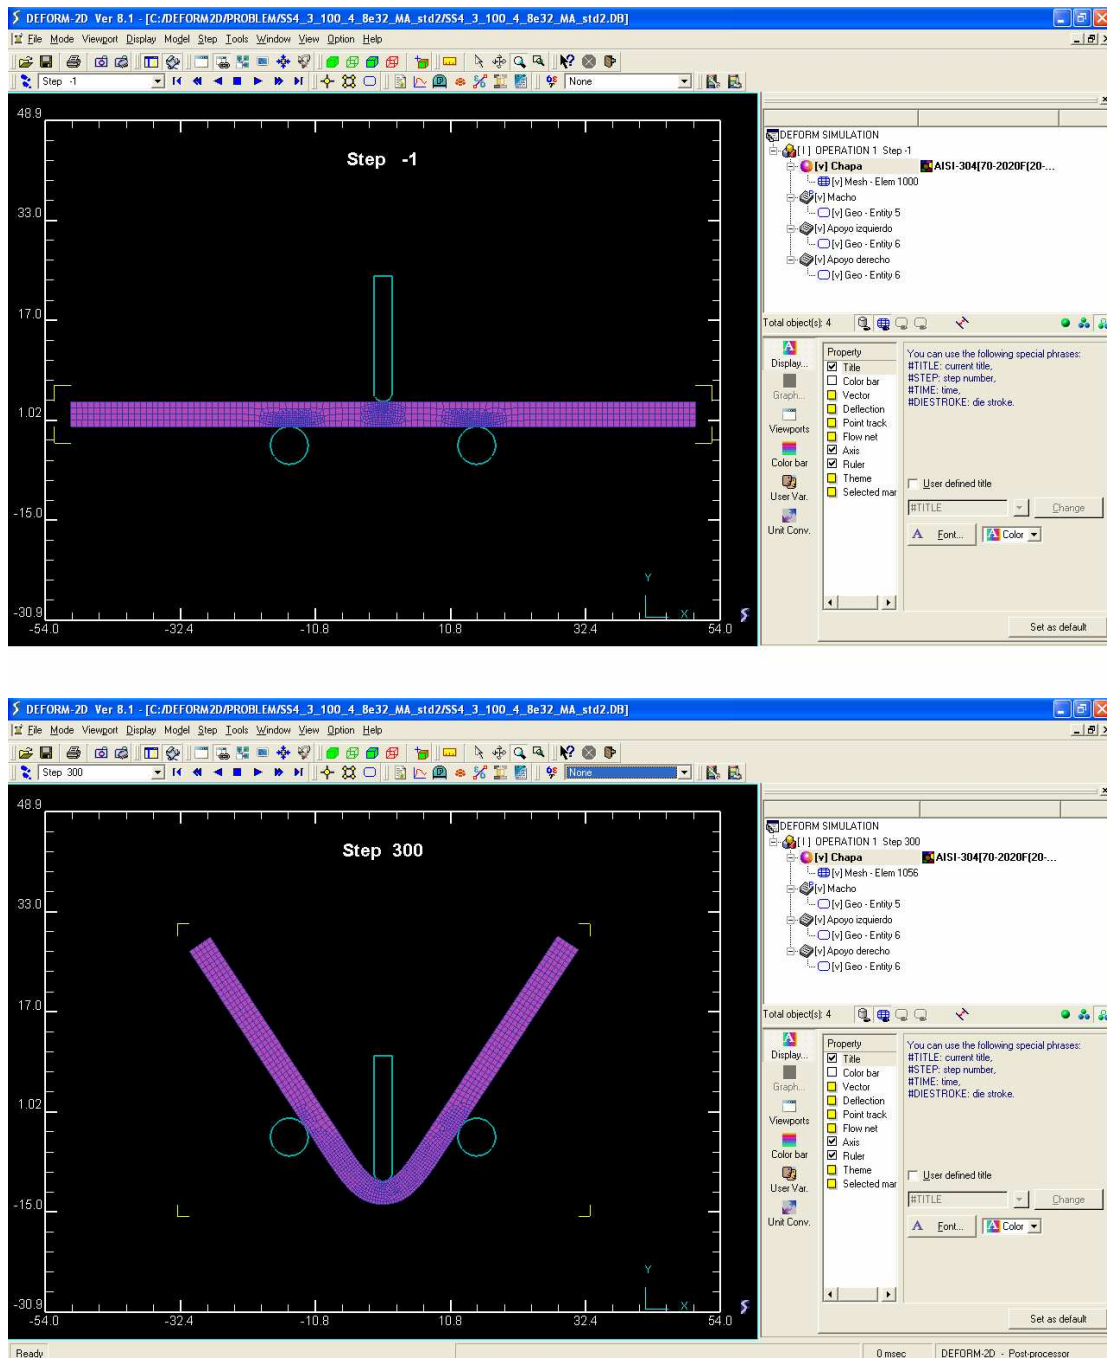 DEFORM-2D Ver 8.1 - [C:/DEFORM2D/PROBLEM/SS4_3_100_4_8e32_MA_std2/SS4_3_100_4_8e32_MA_std2.DB]
File Mode Viewport Display Model Step Tools Window View Option Help
Step -1
None
48.9
33.0
17.0
1.02
-15.0
-30.9
-54.0
-32.4
-10.8
10.8
32.4
54.0
Step -1
Y
X
DEFORM SIMULATION
[I] OPERATION 1 Step -1
[v] Chapa AISI-304[70-2020F(20-...
[v] Mesh - Elem 1000
[v] Macho
[v] Geo - Entity 5
[v] Apoyo izquierdo
[v] Geo - Entity 6
[v] Apoyo derecho
[v] Geo - Entity 6
Total object(s): 4
Display...
Graph...
Viewports
Color bar
User Var.
Unit Conv.
Property
Title
Color bar
Vector
Deflection
Point track
Flow net
Axis
Ruler
Theme
Selected mar
You can use the following special phrases:
#TITLE: current title,
#STEP: step number,
#TIME: time,
#DIESTROKE: die stroke.
User defined title
#TITLE
Change
A Font...
Color
Set as default
DEFORM-2D Ver 8.1 - [C:/DEFORM2D/PROBLEM/SS4_3_100_4_8e32_MA_std2/SS4_3_100_4_8e32_MA_std2.DB]
File Mode Viewport Display Model Step Tools Window View Option Help
Step 300
None
48.9
33.0
17.0
1.02
-15.0
-30.9
-54.0
-32.4
-10.8
10.8
32.4
54.0
Step 300
Y
X
DEFORM SIMULATION
[I] OPERATION 1 Step 300
[v] Chapa AISI-304[70-2020F(20-...
[v] Mesh - Elem 1056
[v] Macho
[v] Geo - Entity 5
[v] Apoyo izquierdo
[v] Geo - Entity 6
[v] Apoyo derecho
[v] Geo - Entity 6
Total object(s): 4
Display...
Graph...
Viewports
Color bar
User Var.
Unit Conv.
Property
Title
Color bar
Vector
Deflection
Point track
Flow net
Axis
Ruler
Theme
Selected mar
You can use the following special phrases:
#TITLE: current title,
#STEP: step number,
#TIME: time,
#DIESTROKE: die stroke.
User defined title
#TITLE
Change
A Font...
Color
Set as default
Ready
0 msec
DEFORM-2D - Post-processor